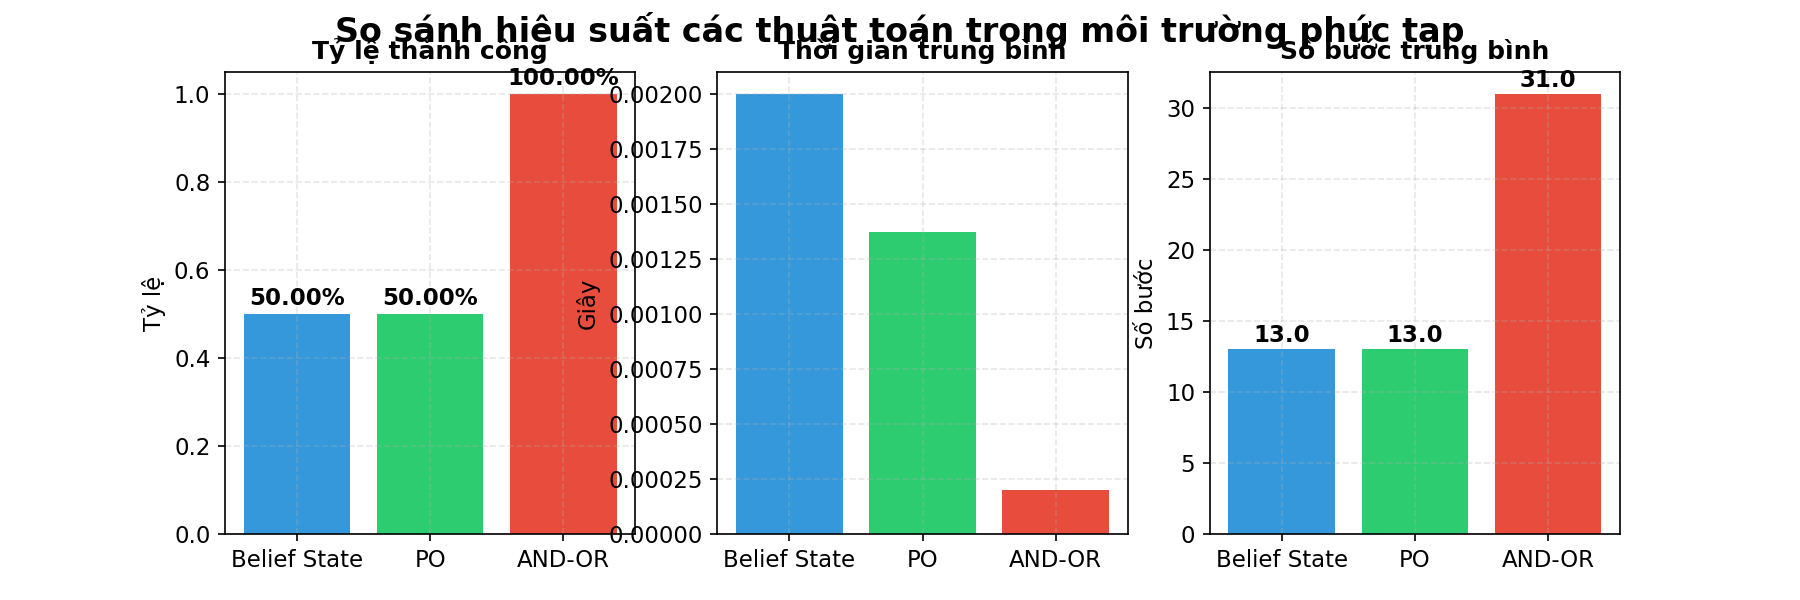 So sánh hiệu suất các thuật toán trong môi trường phức tạp
Tỷ lệ thành công
Tỷ lệ
1.0
0.8
0.6
0.4
0.2
0.0
50.00%
50.00%
100.00%
Belief State
PO
AND-OR
Thời gian trung bình
Giây
0.00200
0.00175
0.00150
0.00125
0.00100
0.00075
0.00050
0.00025
0.00000
Belief State
PO
AND-OR
Số bước trung bình
Số bước
30
25
20
15
10
5
0
13.0
13.0
31.0
Belief State
PO
AND-OR